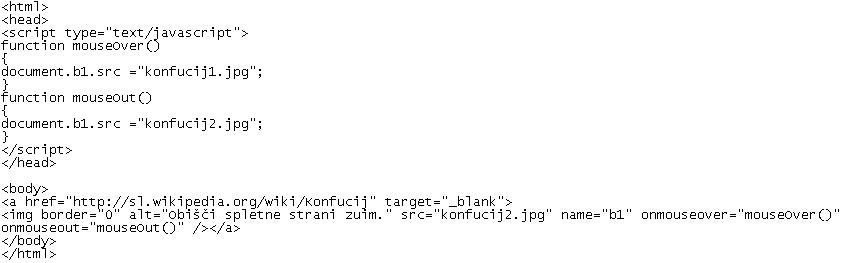 <html>
<head>
<script type="text/javascript">
function mouseOver()
{
document.b1.src ="konfucij1.jpg";
}
function mouseOut()
{
document.b1.src ="konfucij2.jpg";
}
</script>
</head>
<body>
<a href="http://sl.wikipedia.org/wiki/Konfucij" target="_blank">
<img border="0" alt="Obišči spletne strani zuim." src="konfucij2.jpg" name="b1" onmouseover="mouseOver()"
onmouseout="mouseOut()" /></a>
</body>
</html>